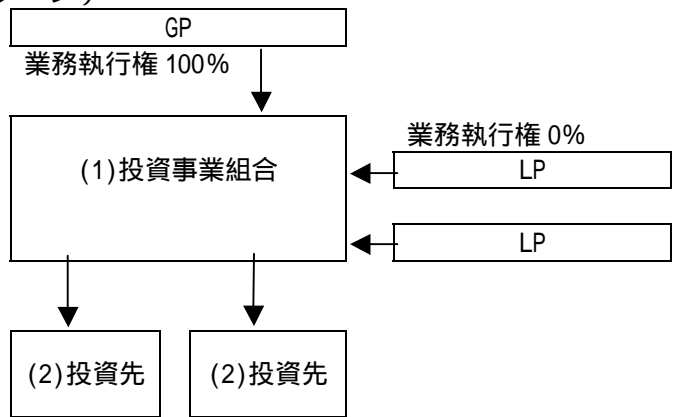 GP
業務執行権 100%
業務執行権 0%
(1)投資事業組合
LP
LP
(2)投資先
(2)投資先